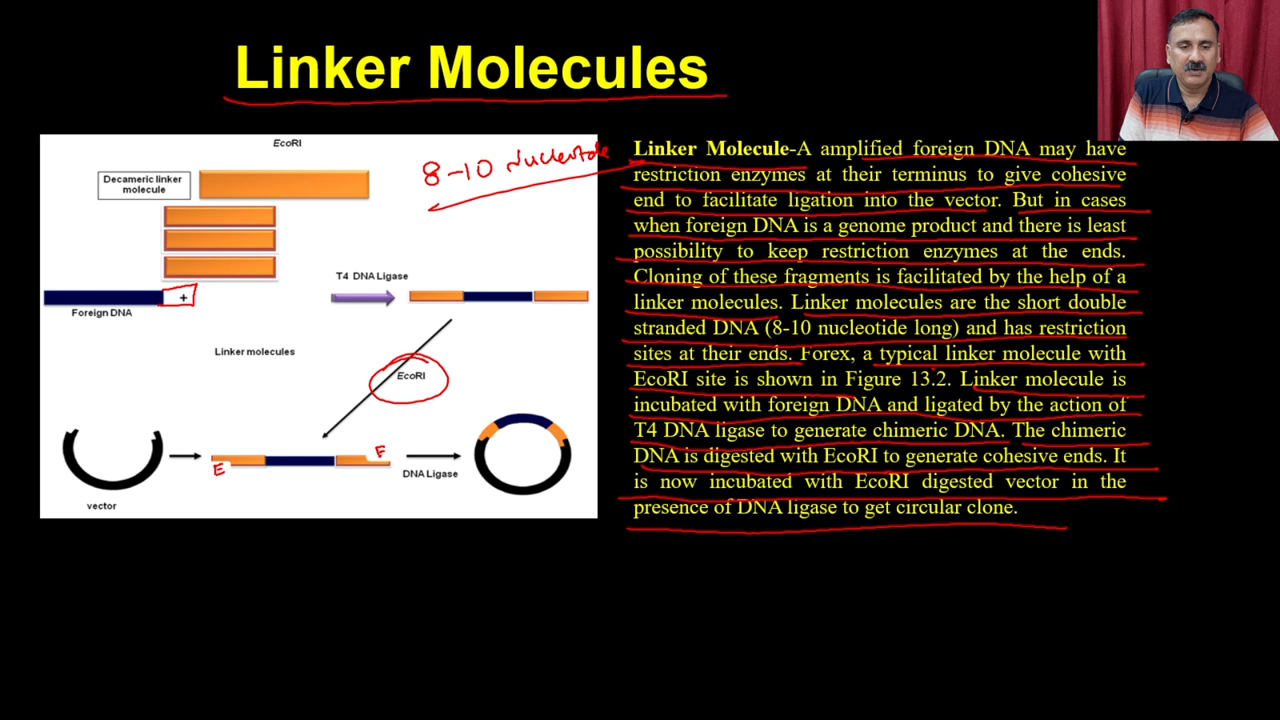 Linker Molecules
EcoRI
8-10 Nucleotide
Decameric linker
molecule
T4 DNA Ligase
+
Foreign DNA
Linker molecules
EcoRI
E
F
DNA Ligase
vector
Linker Molecule-A amplified foreign DNA may have
restriction enzymes at their terminus to give cohesive
end to facilitate ligation into the vector. But in cases
when foreign DNA is a genome product and there is least
possibility to keep restriction enzymes at the ends.
Cloning of these fragments is facilitated by the help of a
linker molecules. Linker molecules are the short double
stranded DNA (8-10 nucleotide long) and has restriction
sites at their ends. Forex, a typical linker molecule with
EcoRI site is shown in Figure 13.2. Linker molecule is
incubated with foreign DNA and ligated by the action of
T4 DNA ligase to generate chimeric DNA. The chimeric
DNA is digested with EcoRI to generate cohesive ends. It
is now incubated with EcoRI digested vector in the
presence of DNA ligase to get circular clone.